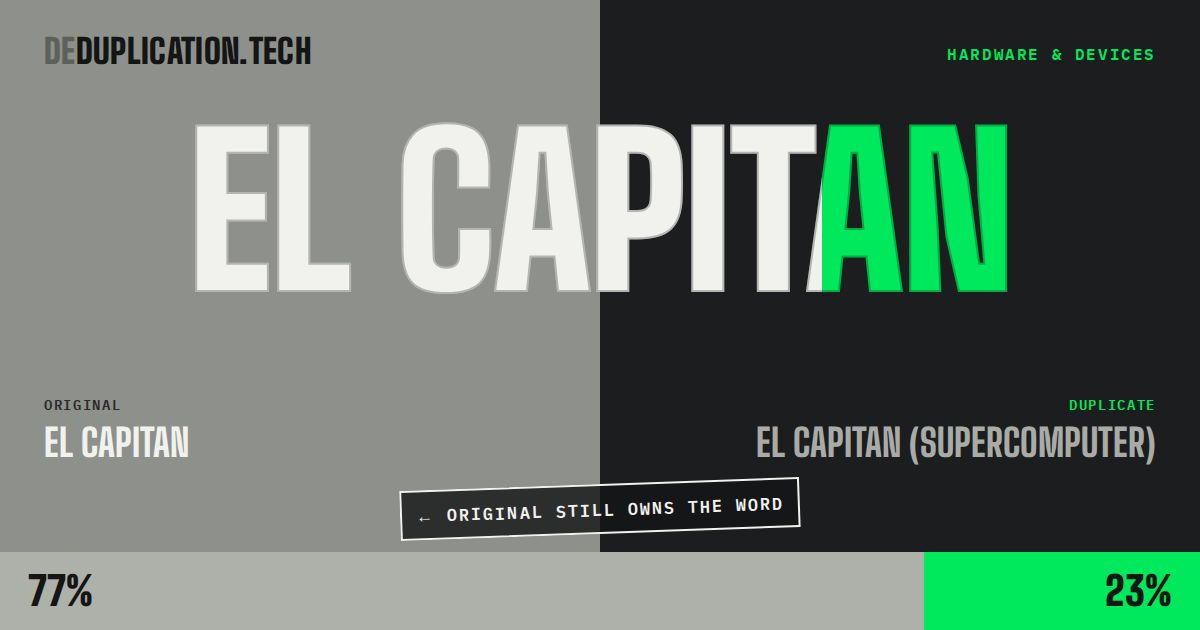 DEDUPLICATION.TECH
HARDWARE & DEVICES
EL CAPITAN
ORIGINAL
EL CAPITAN
DUPLICATE
EL CAPITAN (SUPERCOMPUTER)
← ORIGINAL STILL OWNS THE WORD
77%
23%